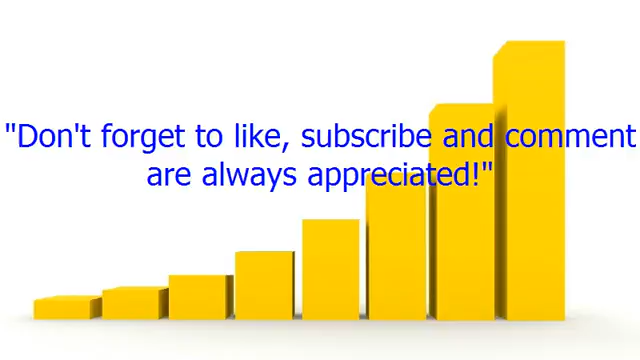 "Don't forget to like, subscribe and comment
are always appreciated!"